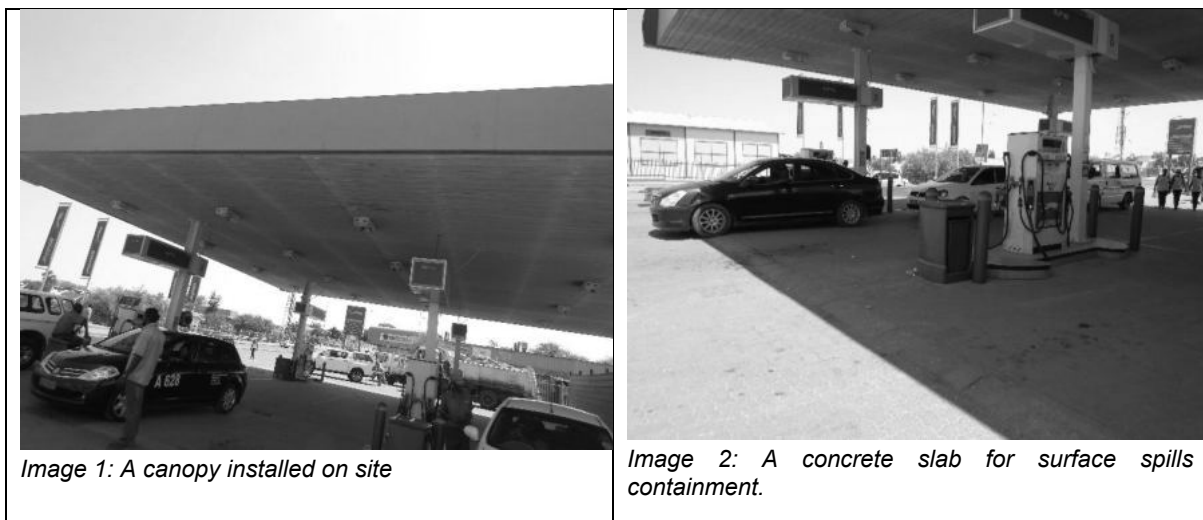 A 628
Image 1: A canopy installed on site
Image 2: A concrete slab for surface spills
containment.